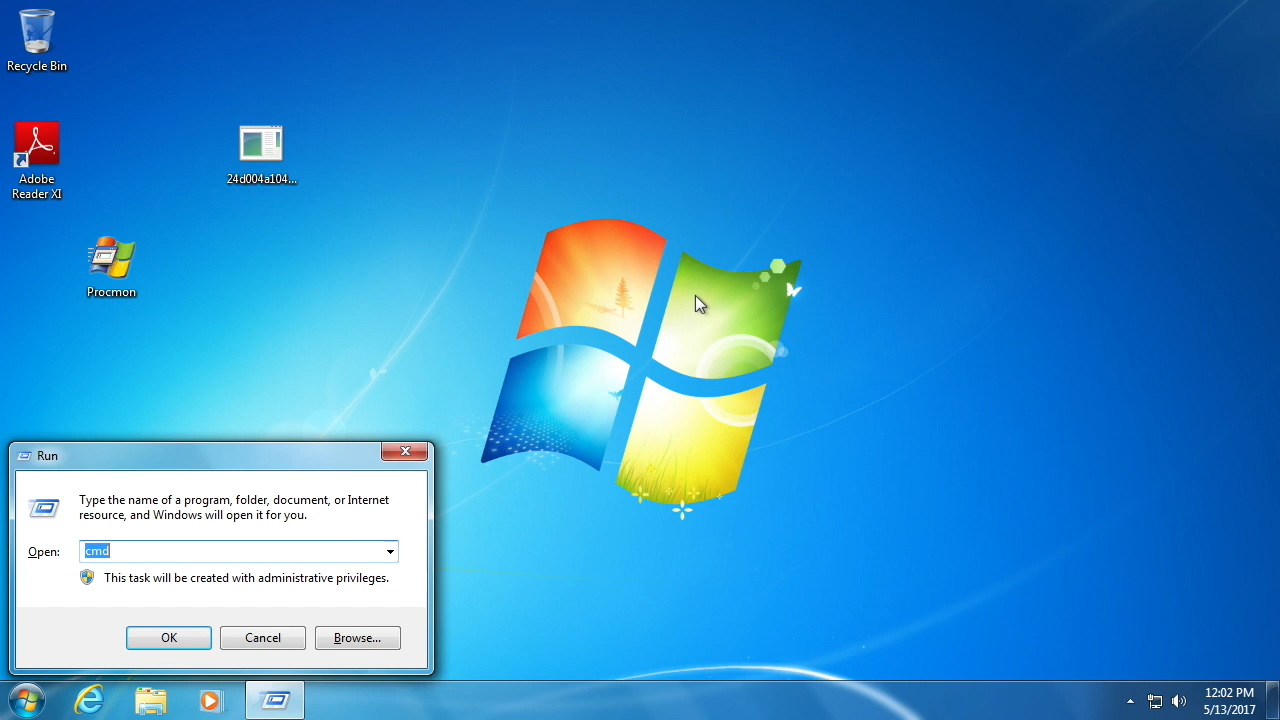 Recycle Bin
Adobe
Reader XI
24d004a104...
Procmon
Run
Type the name of a program, folder, document, or Internet
resource, and Windows will open it for you.
Open:
cmd
This task will be created with administrative privileges.
OK
Cancel
Browse...
12:02 PM
5/13/2017